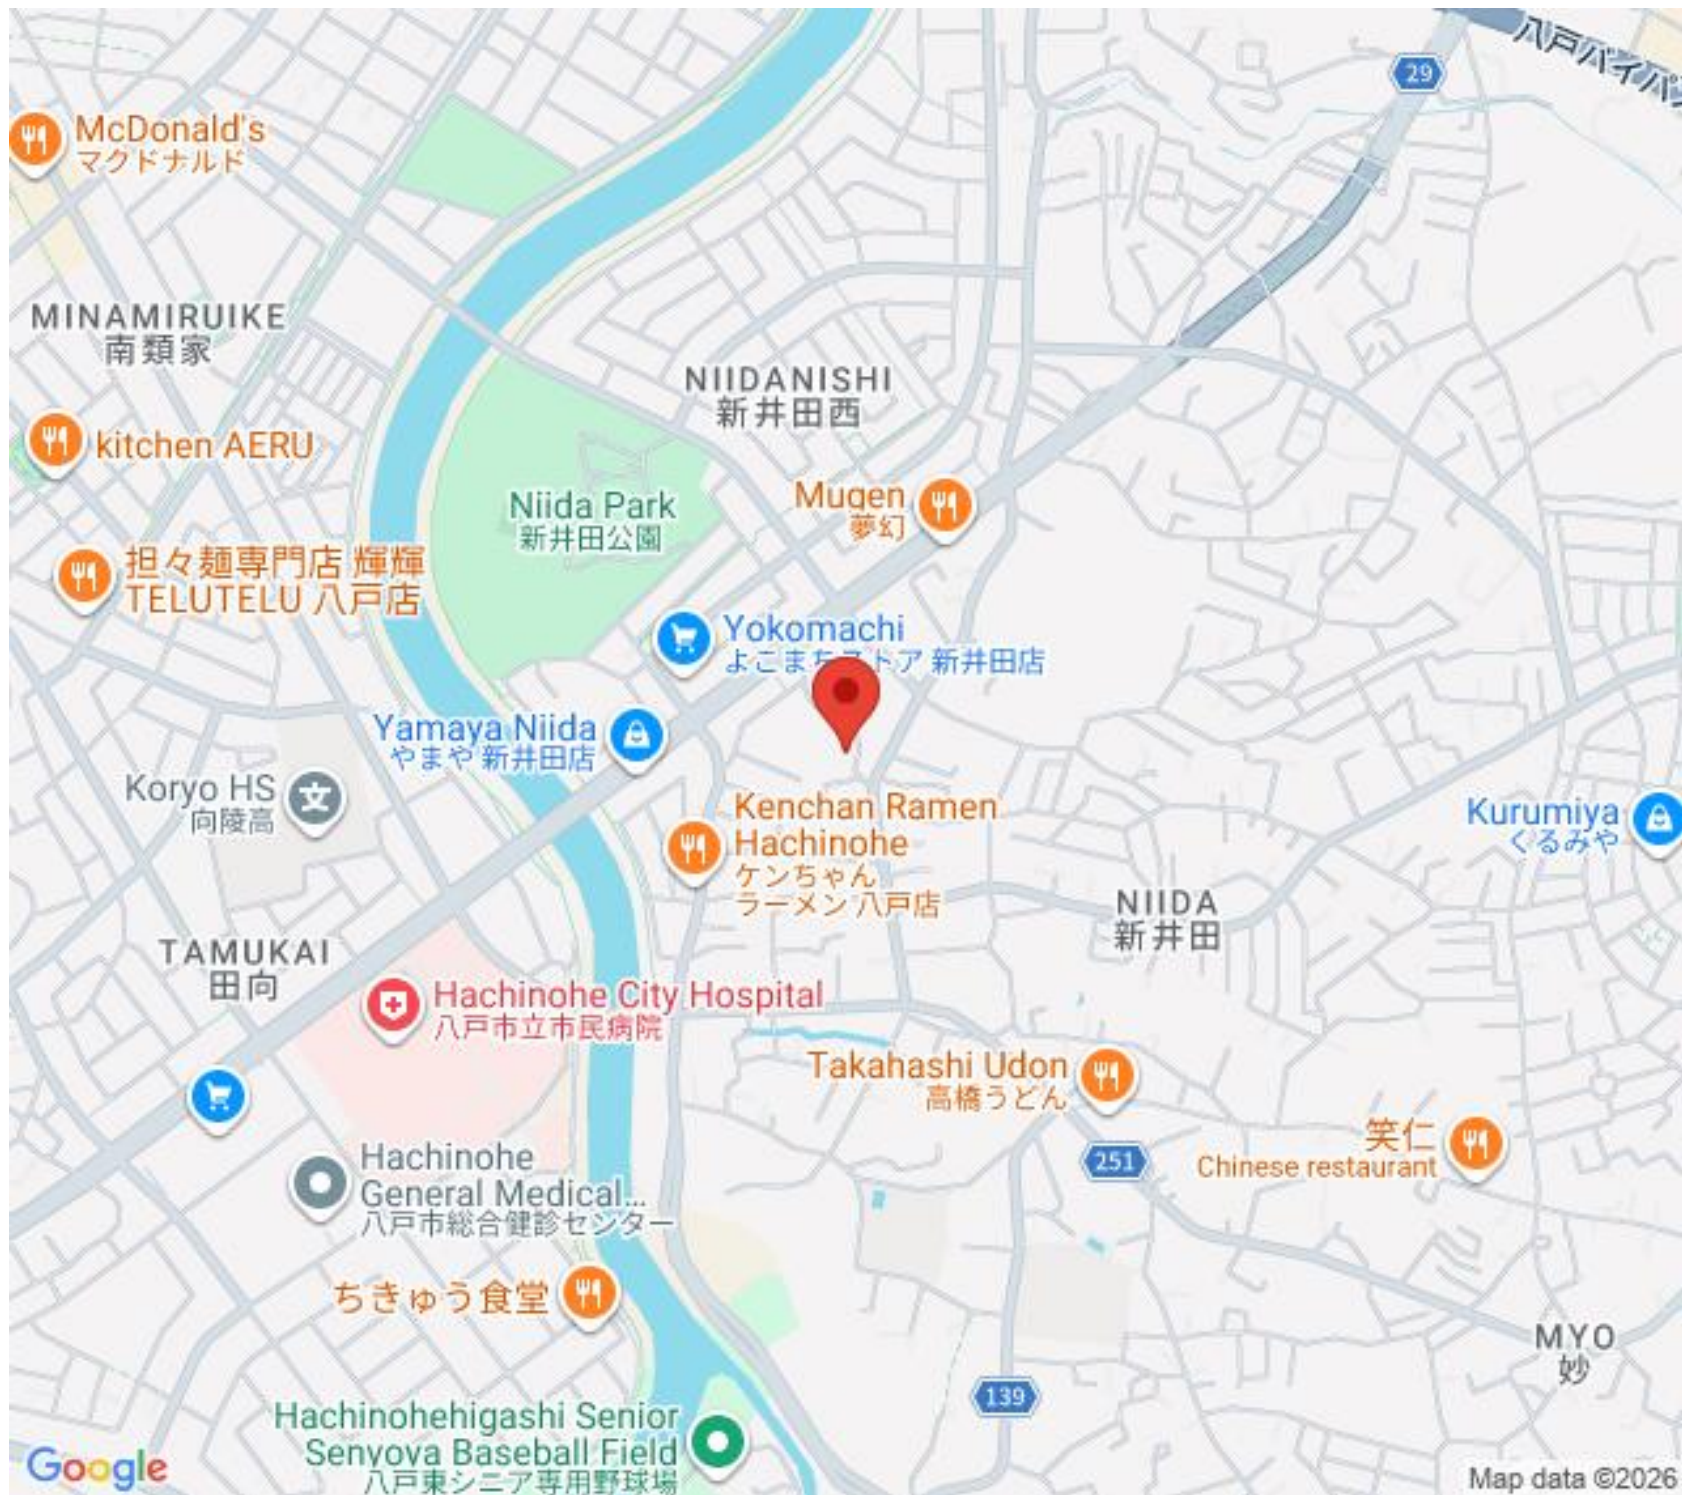 八戸バイパス
29
McDonald's
マクドナルド
MINAMIRUIKE
南類家
NIIDANISHI
新井田西
kitchen AERU
Niida Park
新井田公園
Mugen
夢幻
担々麺専門店 輝輝
TELUTELU 八戸店
Yokomachi
よこまちストア 新井田店
Yamaya Niida
やまや 新井田店
Koryo HS
向陵高
Kenchan Ramen
Hachinohe
ケンちゃん
ラーメン 八戸店
Kurumiya
くるみや
NIIDA
新井田
TAMUKAI
田向
Hachinohe City Hospital
八戸市立市民病院
Takahashi Udon
高橋うどん
笑仁
Chinese restaurant
251
Hachinohe
General Medical...
八戸市総合健診センター
ちきゅう食堂
MYO
妙
139
Hachinohehigashi Senior
Senyova Baseball Field
八戸東シニア専用野球場
Google
Map data ©2026